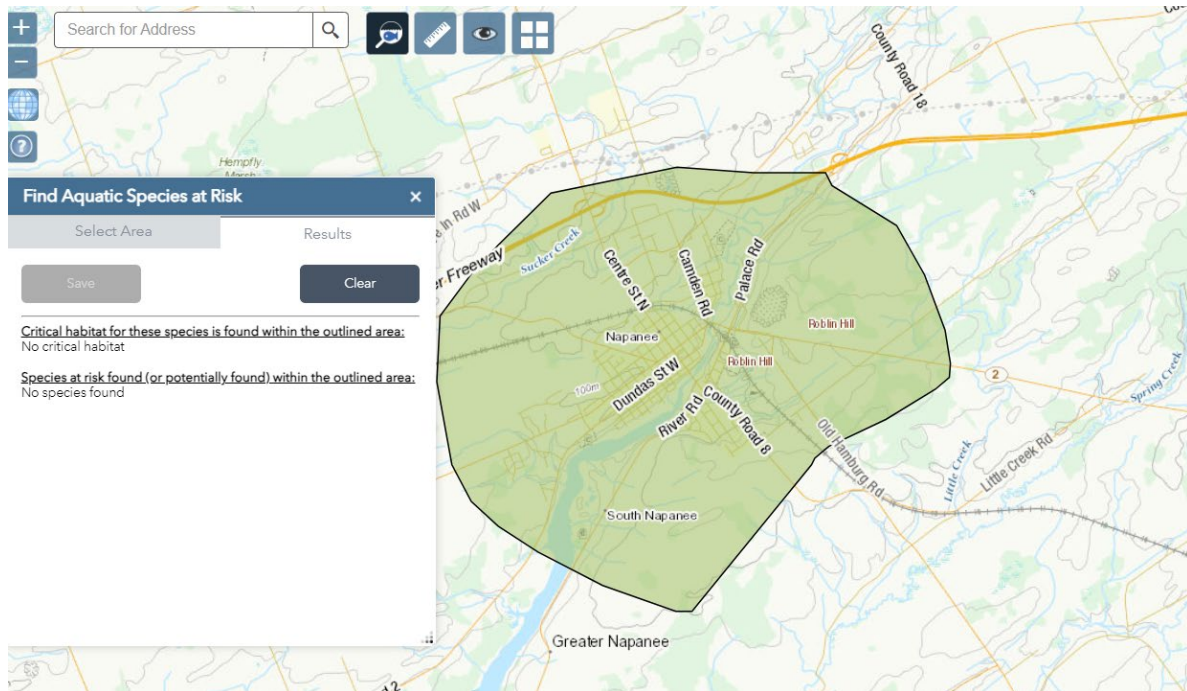 +
Search for Address
−
?
Find Aquatic Species at Risk
×
Select Area
Results
Save
Clear
Critical habitat for these species is found within the outlined area:
No critical habitat
Species at risk found (or potentially found) within the outlined area:
No species found
County Road 18
Hempfly
Marsh
In Rd W
Freeway
Sucker Creek
Centre St N
Camden Rd
Palace Rd
Napanee
Roblin Hill
Roblin Hill
100m
Dundas St W
River Rd
County Road 8
2
Spring Creek
Old Hamburg Rd
Little Creek
Little Creek Rd
South Napanee
Greater Napanee
2